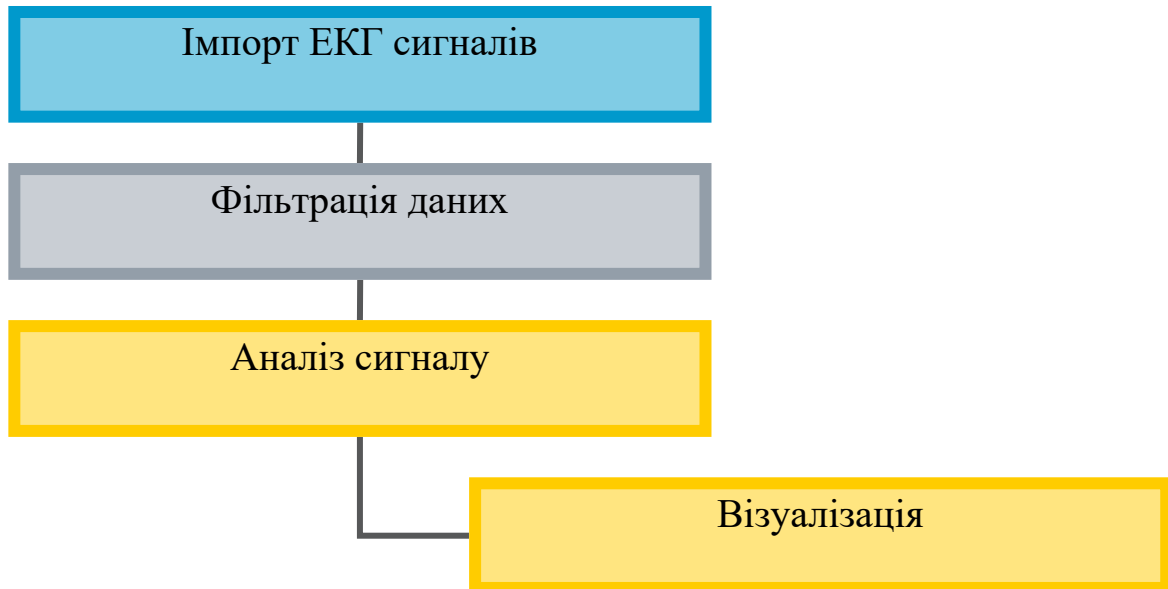 Імпорт ЕКГ сигналів
Фільтрація даних
Аналіз сигналу
Візуалізація